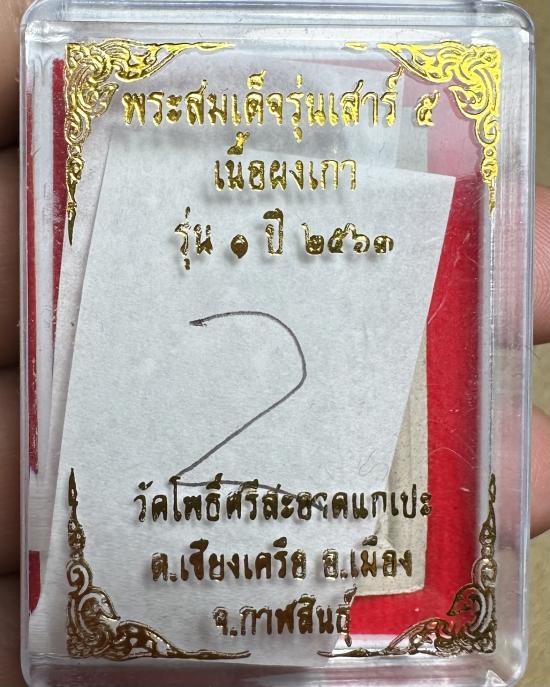 พระสมเด็จรุ่นเสาร์ ๕
เนื้อผงเก่า
รุ่น ๑ ปี ๒๕๖๓
2
วัดโพธิ์ศรีสะอาดแกเปะ
ต.เชียงเครือ อ.เมือง
จ.กาฬสินธุ์